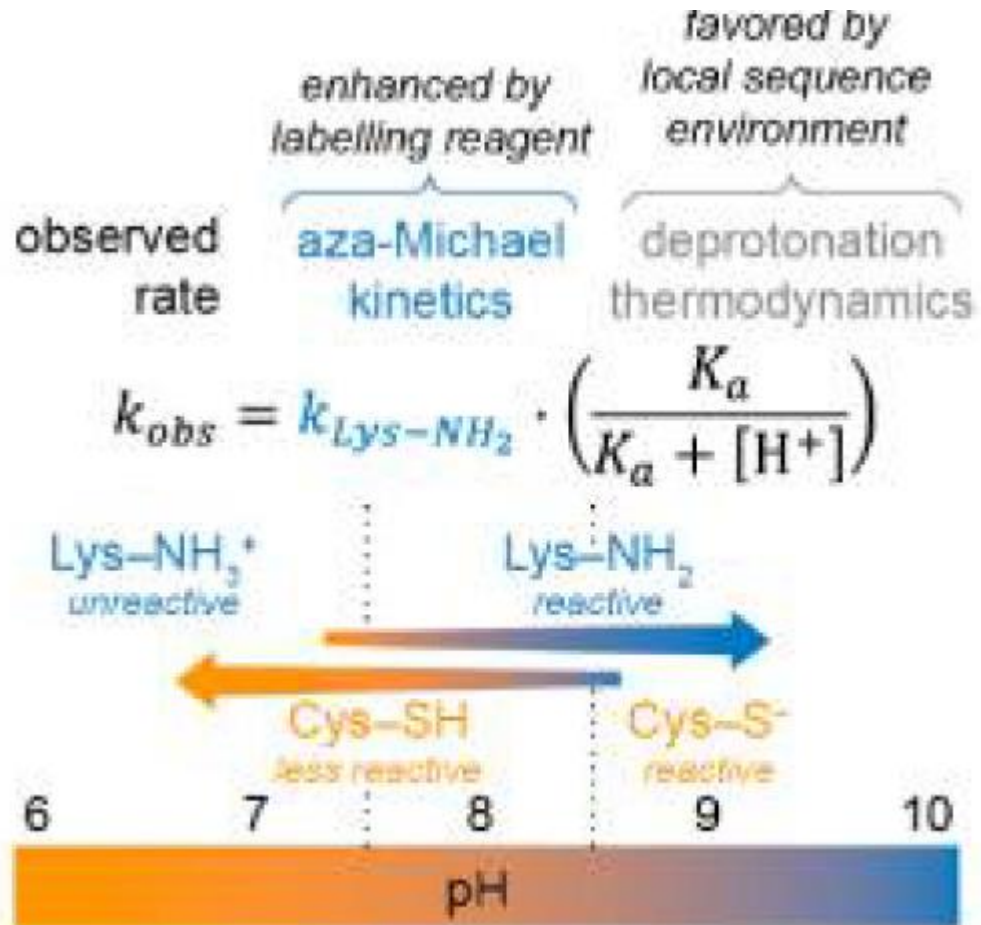 favored by
local sequence
environment
enhanced by
labelling reagent
observed
rate
aza-Michael
kinetics
deprotonation
thermodynamics
k_obs = k_{Lys−NH₂} · (K_a / (K_a + [H⁺]))
Lys–NH₃⁺
unreactive
Lys–NH₂
reactive
Cys–SH
less reactive
Cys–S⁻
reactive
6 7 8 9 10
pH